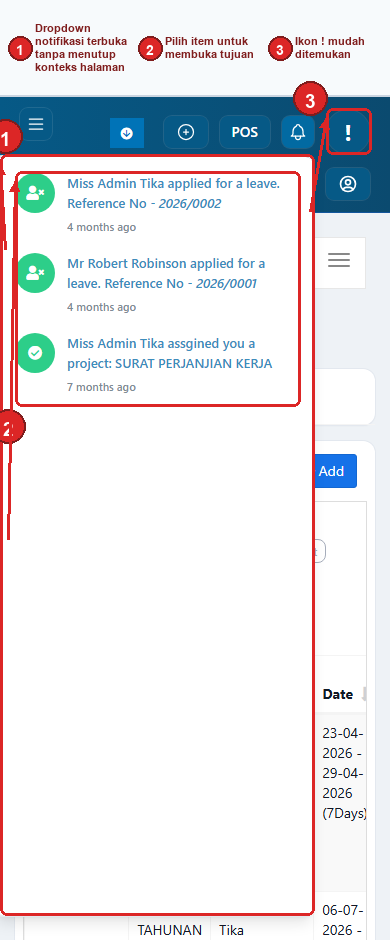 1
Dropdown
notifikasi terbuka
tanpa menutup
konteks halaman
2
Pilih item untuk
membuka tujuan
3
Ikon ! mudah
ditemukan
3
1
POS
!
Miss Admin Tika applied for a leave.
Reference No - 2026/0002
4 months ago
Mr Robert Robinson applied for a
leave. Reference No - 2026/0001
4 months ago
Miss Admin Tika assgined you a
project: SURAT PERJANJIAN KERJA
7 months ago
2
Add
Date
23-04-
2026 -
29-04-
2026
(7Days)
06-07-
TAHUNAN Tika 2026 -